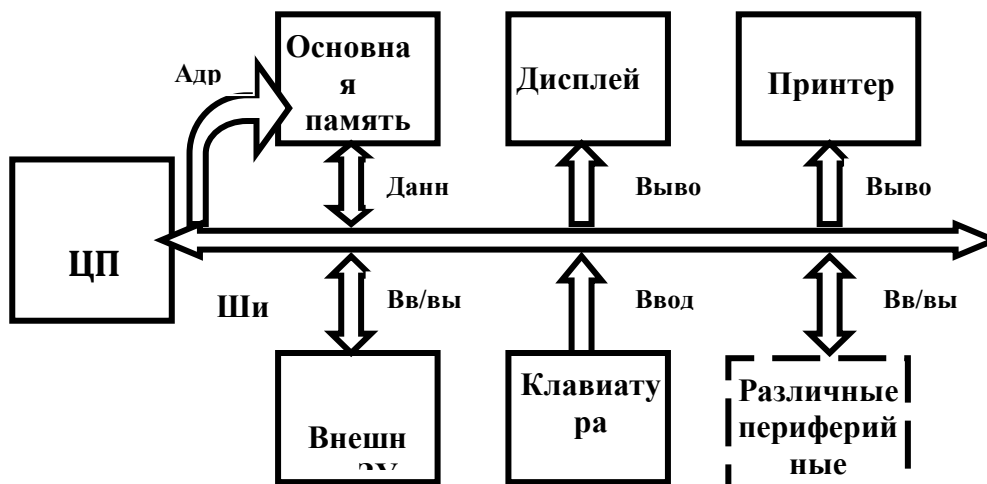 Адр
Основна
я
память
Дисплей
Принтер
Данн
Выво
Выво
ЦП
Ши
Вв/вы
Ввод
Вв/вы
Внешн
Клавиату
ра
Различные
периферий
ные